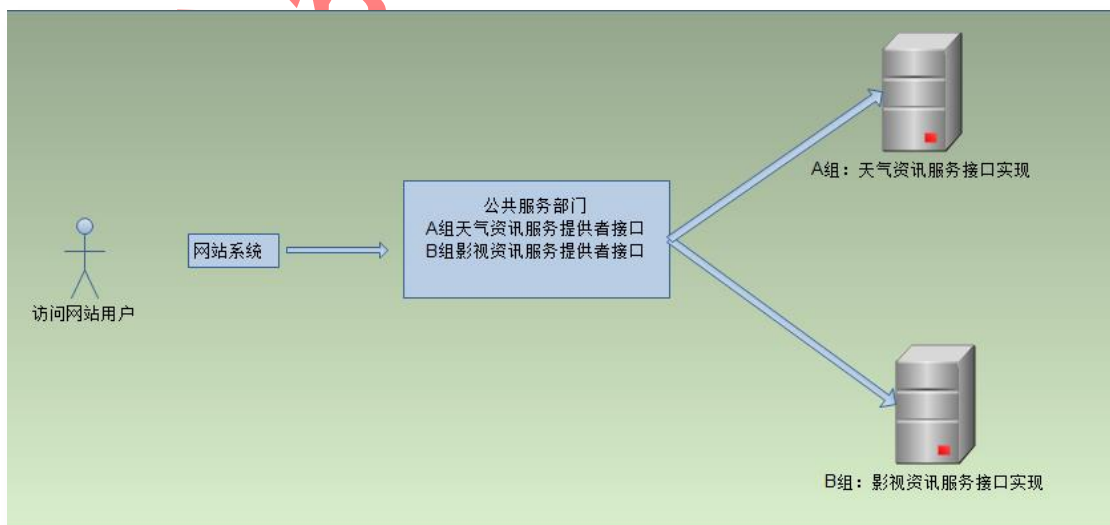 访问网站用户
网站系统
公共服务部门
A组天气资讯服务提供者接口
B组影视资讯服务提供者接口
A组：天气资讯服务接口实现
B组：影视资讯服务接口实现